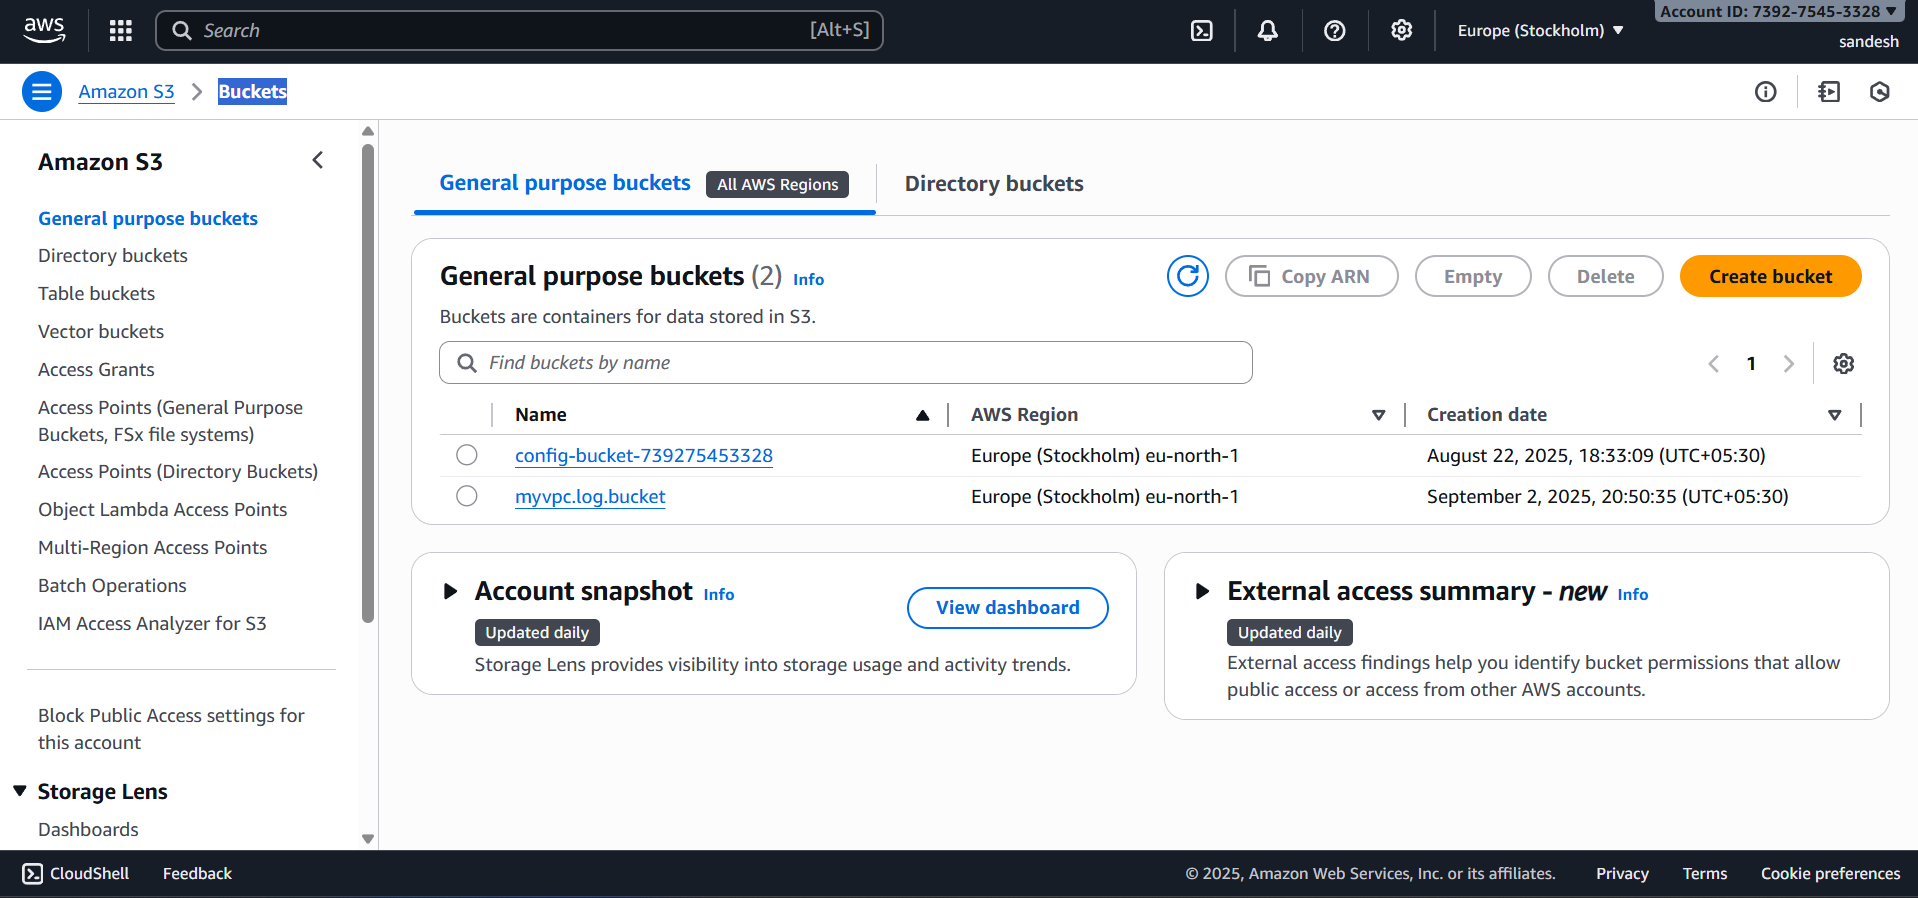 aws
Search
[Alt+S]
Europe (Stockholm)
Account ID: 7392-7545-3328
sandesh
Amazon S3
Buckets
Amazon S3
General purpose buckets
Directory buckets
Table buckets
Vector buckets
Access Grants
Access Points (General Purpose
Buckets, FSx file systems)
Access Points (Directory Buckets)
Object Lambda Access Points
Multi-Region Access Points
Batch Operations
IAM Access Analyzer for S3
Block Public Access settings for
this account
Storage Lens
Dashboards
General purpose buckets All AWS Regions Directory buckets
General purpose buckets (2) Info
Copy ARN Empty Delete Create bucket
Buckets are containers for data stored in S3.
Find buckets by name
1
Name AWS Region Creation date
config-bucket-739275453328 Europe (Stockholm) eu-north-1 August 22, 2025, 18:33:09 (UTC+05:30)
myvpc.log.bucket Europe (Stockholm) eu-north-1 September 2, 2025, 20:50:35 (UTC+05:30)
Account snapshot Info
View dashboard
Updated daily
Storage Lens provides visibility into storage usage and activity trends.
External access summary - new Info
Updated daily
External access findings help you identify bucket permissions that allow
public access or access from other AWS accounts.
CloudShell Feedback © 2025, Amazon Web Services, Inc. or its affiliates. Privacy Terms Cookie preferences